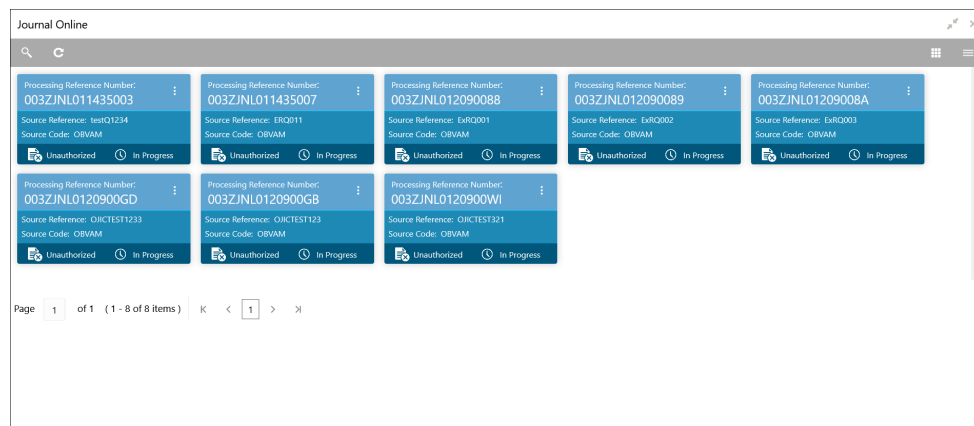 Journal Online
Processing Reference Number:
003ZJNL011435003
Source Reference: testQ1234
Source Code: OBVAM
Unauthorized In Progress
Processing Reference Number:
003ZJNL011435007
Source Reference: ERQ011
Source Code: OBVAM
Unauthorized In Progress
Processing Reference Number:
003ZJNL012090088
Source Reference: ExRQ001
Source Code: OBVAM
Unauthorized In Progress
Processing Reference Number:
003ZJNL012090089
Source Reference: ExRQ002
Source Code: OBVAM
Unauthorized In Progress
Processing Reference Number:
003ZJNL01209008A
Source Reference: ExRQ003
Source Code: OBVAM
Unauthorized In Progress
Processing Reference Number:
003ZJNL0120900GD
Source Reference: OJICTEST1233
Source Code: OBVAM
Unauthorized In Progress
Processing Reference Number:
003ZJNL0120900GB
Source Reference: OJICTEST123
Source Code: OBVAM
Unauthorized In Progress
Processing Reference Number:
003ZJNL0120900WI
Source Reference: OJICTEST321
Source Code: OBVAM
Unauthorized In Progress
Page 1 of 1 ( 1 - 8 of 8 items ) 1